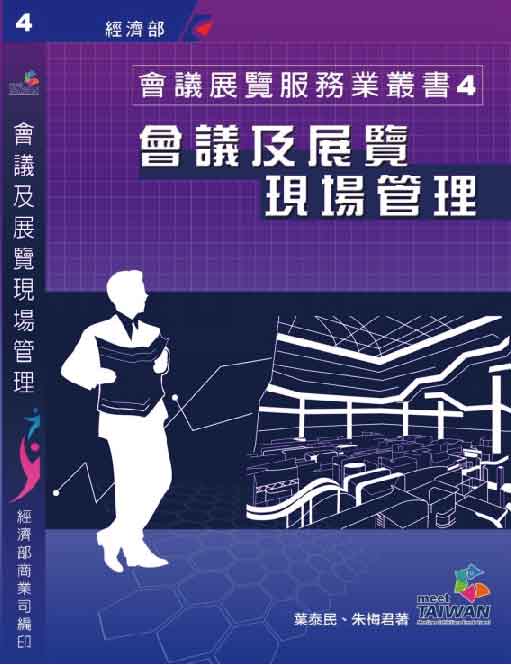 4
經濟部
會議展覽服務業叢書4
會議及展覽
現場管理
葉泰民、朱梅君著
meet
TAIWAN
會議及展覽現場管理
經濟部商業司編印